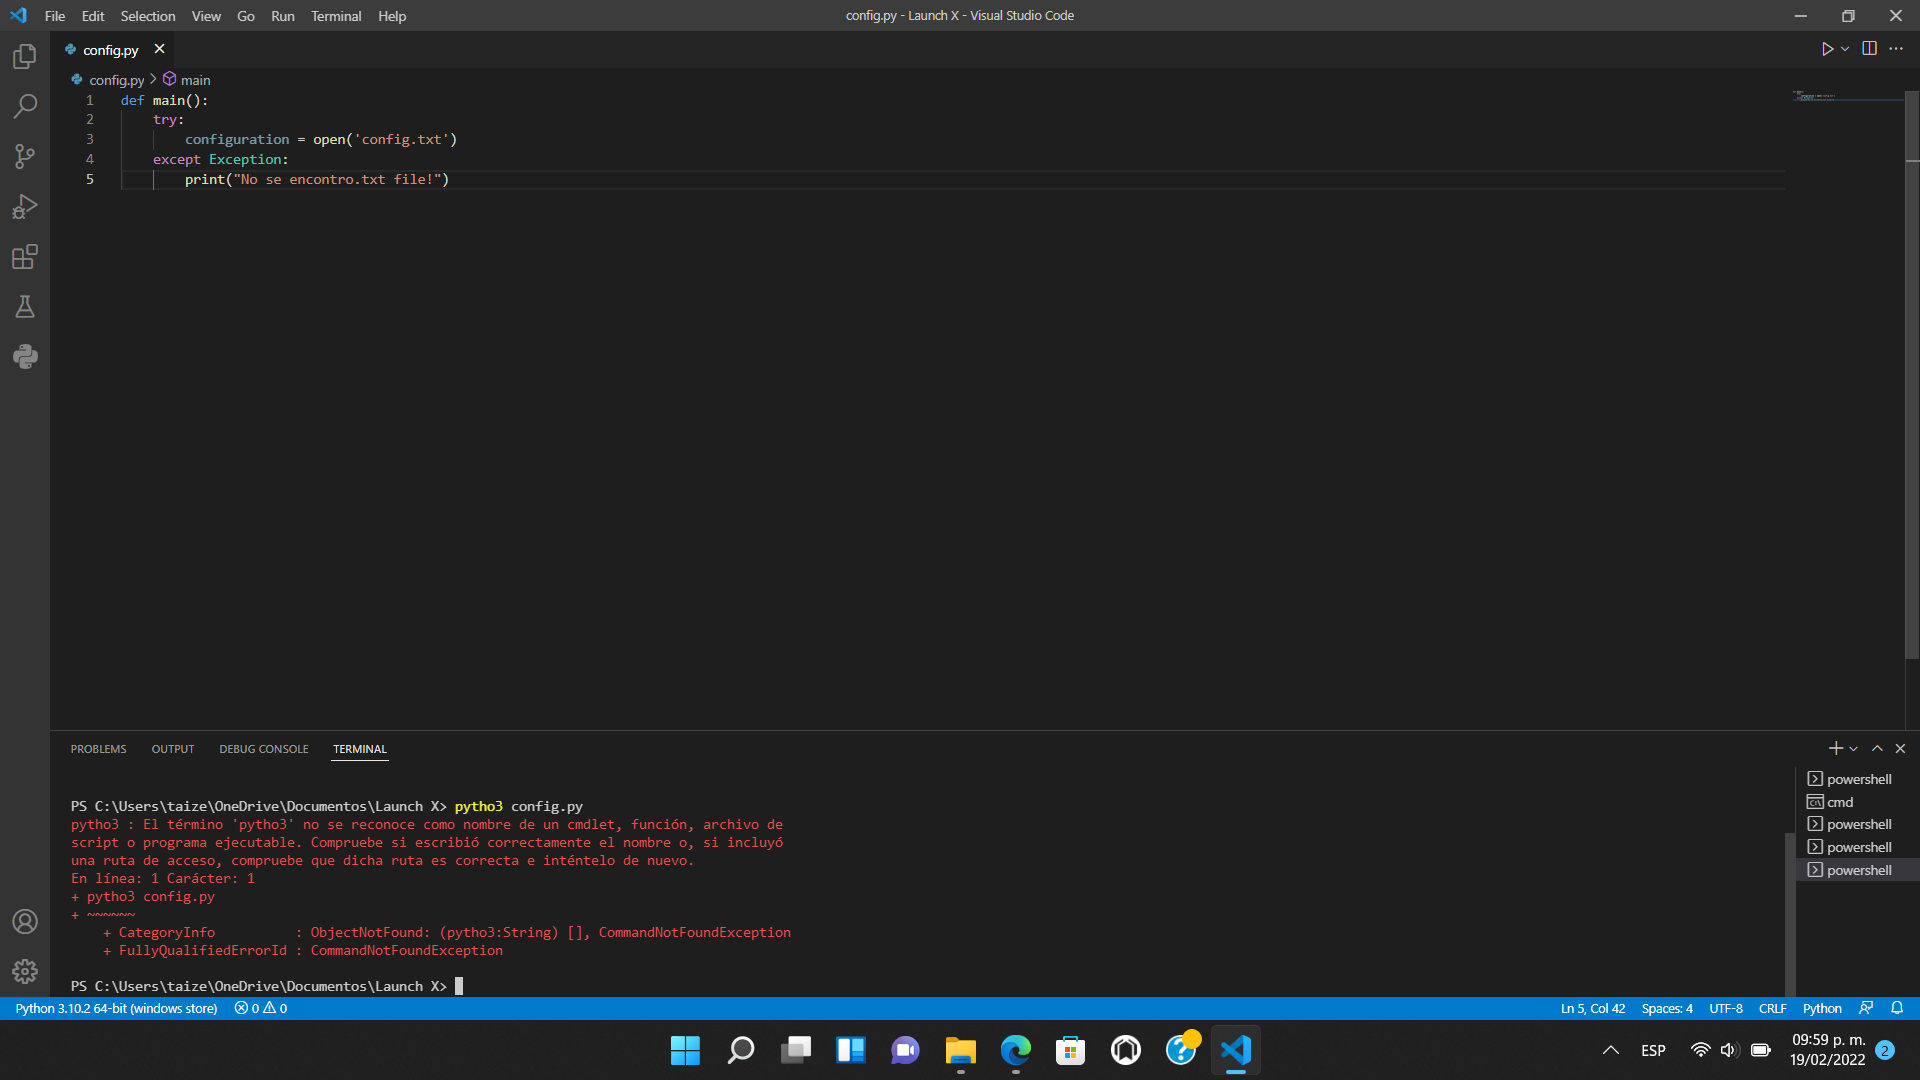 File Edit Selection View Go Run Terminal Help
config.py - Launch X - Visual Studio Code
config.py
config.py > main
1 def main():
2 try:
3 configuration = open('config.txt')
4 except Exception:
5 print("No se encontro.txt file!")
PROBLEMS OUTPUT DEBUG CONSOLE TERMINAL
powershell
cmd
powershell
powershell
powershell
PS C:\Users\taize\OneDrive\Documentos\Launch X> pytho3 config.py
pytho3 : El término 'pytho3' no se reconoce como nombre de un cmdlet, función, archivo de
script o programa ejecutable. Compruebe si escribió correctamente el nombre o, si incluyó
una ruta de acceso, compruebe que dicha ruta es correcta e inténtelo de nuevo.
En línea: 1 Carácter: 1
+ pytho3 config.py
+ ~~~~~~
+ CategoryInfo : ObjectNotFound: (pytho3:String) [], CommandNotFoundException
+ FullyQualifiedErrorId : CommandNotFoundException
PS C:\Users\taize\OneDrive\Documentos\Launch X>
Python 3.10.2 64-bit (windows store) 0 0 Ln 5, Col 42 Spaces: 4 UTF-8 CRLF Python
ESP
09:59 p. m.
19/02/2022
2